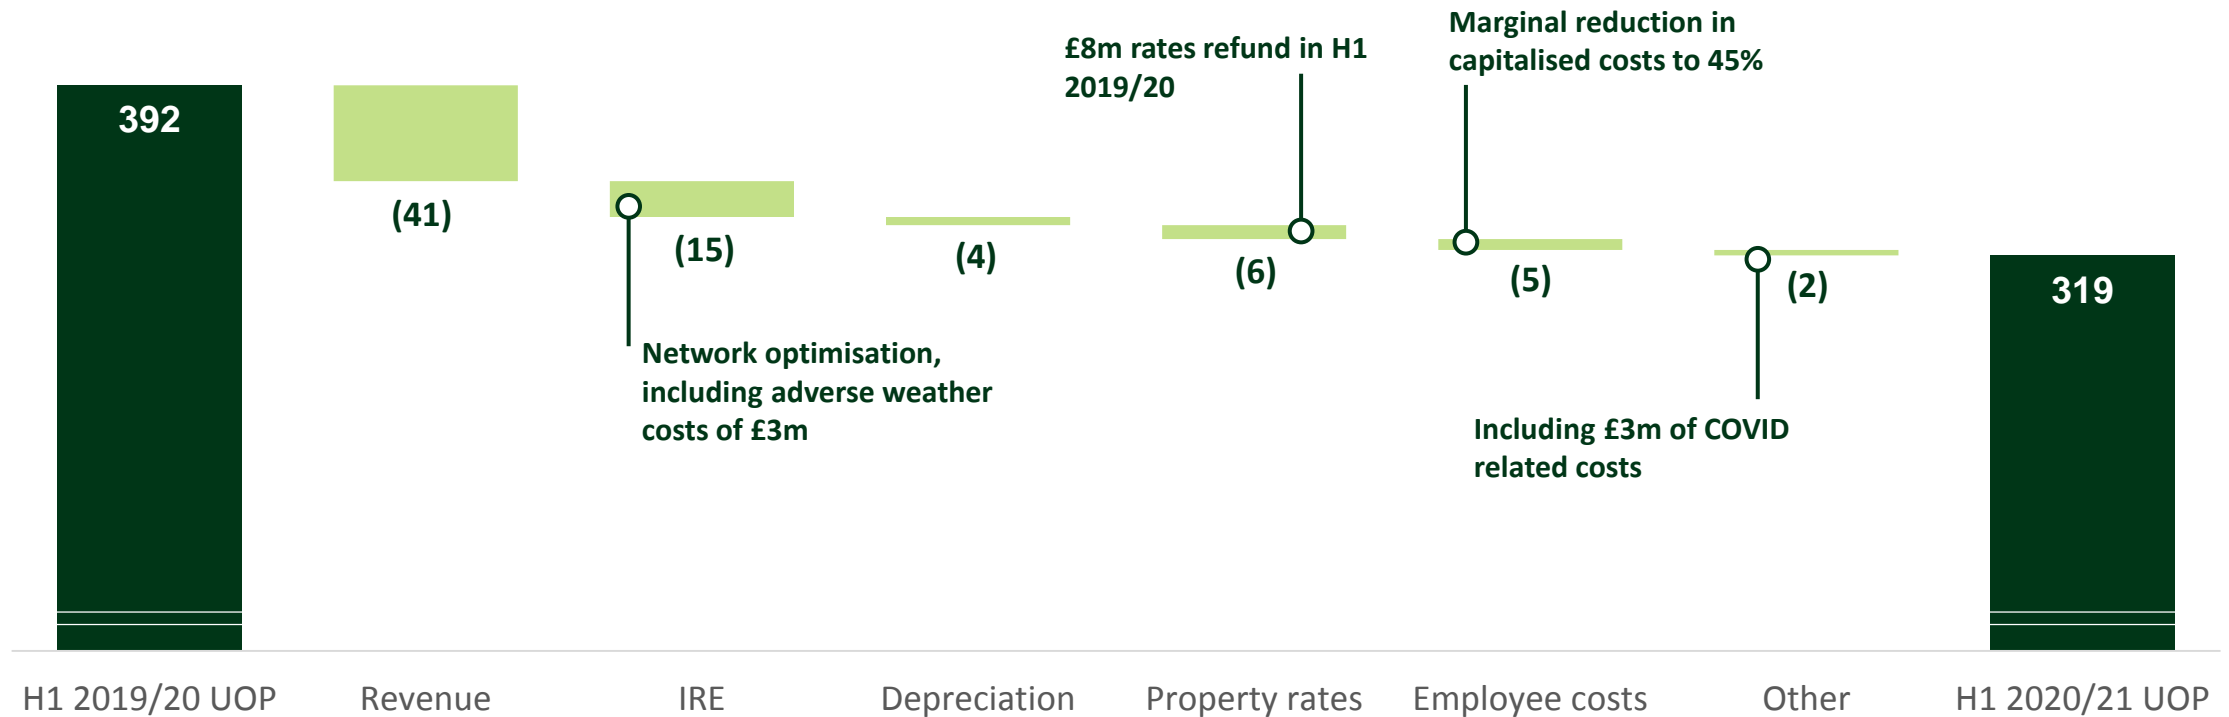 £8m rates refund in H1
2019/20
Marginal reduction in
capitalised costs to 45%
392
(41)
(15)
(4)
(6)
(5)
(2)
319
Network optimisation,
including adverse weather
costs of £3m
Including £3m of COVID
related costs
H1 2019/20 UOP
Revenue
IRE
Depreciation
Property rates
Employee costs
Other
H1 2020/21 UOP